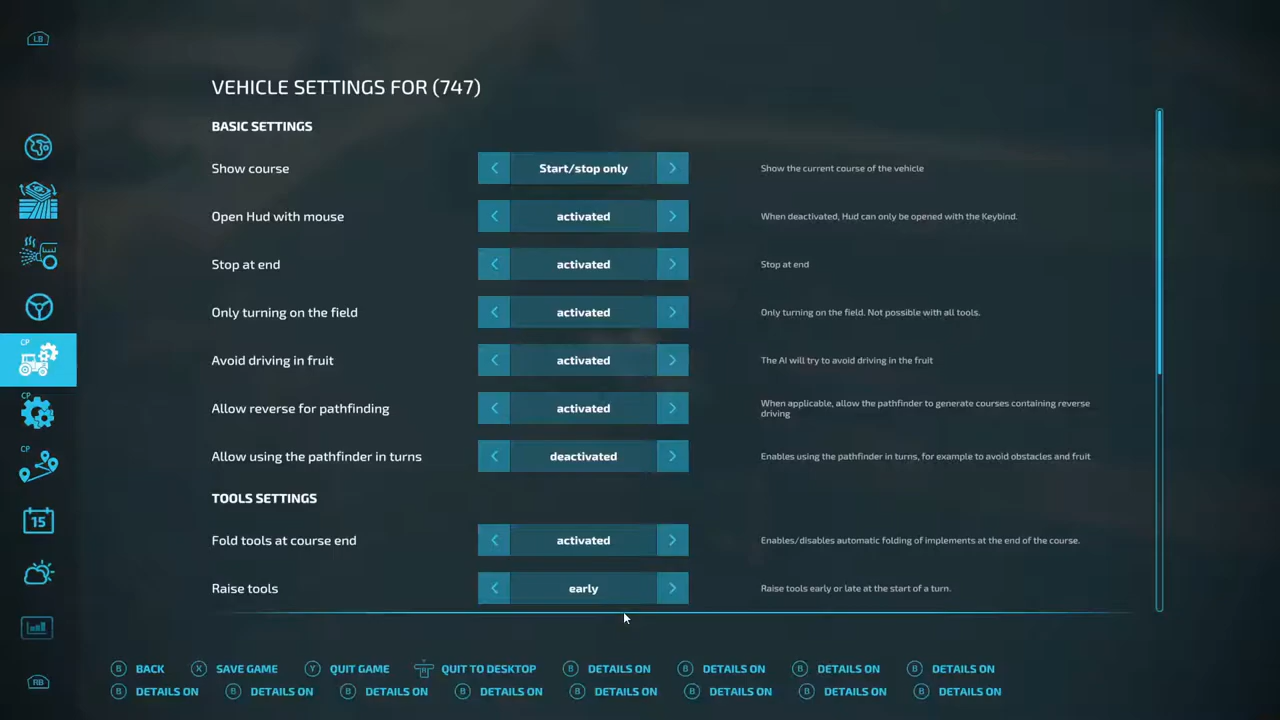 LB
VEHICLE SETTINGS FOR (747)
BASIC SETTINGS
Show course
Start/stop only
Show the current course of the vehicle
Open Hud with mouse
activated
When deactivated, Hud can only be opened with the Keybind.
Stop at end
activated
Stop at end
Only turning on the field
activated
Only turning on the field. Not possible with all tools.
Avoid driving in fruit
activated
The AI will try to avoid driving in the fruit
Allow reverse for pathfinding
activated
When applicable, allow the pathfinder to generate courses containing reverse
driving
Allow using the pathfinder in turns
deactivated
Enables using the pathfinder in turns, for example to avoid obstacles and fruit
TOOLS SETTINGS
Fold tools at course end
activated
Enables/disables automatic folding of implements at the end of the course.
Raise tools
early
Raise tools early or late at the start of a turn.
CP
CP
CP
15
RB
B BACK X SAVE GAME Y QUIT GAME QUIT TO DESKTOP B DETAILS ON B DETAILS ON B DETAILS ON B DETAILS ON
B DETAILS ON B DETAILS ON B DETAILS ON B DETAILS ON B DETAILS ON B DETAILS ON B DETAILS ON B DETAILS ON